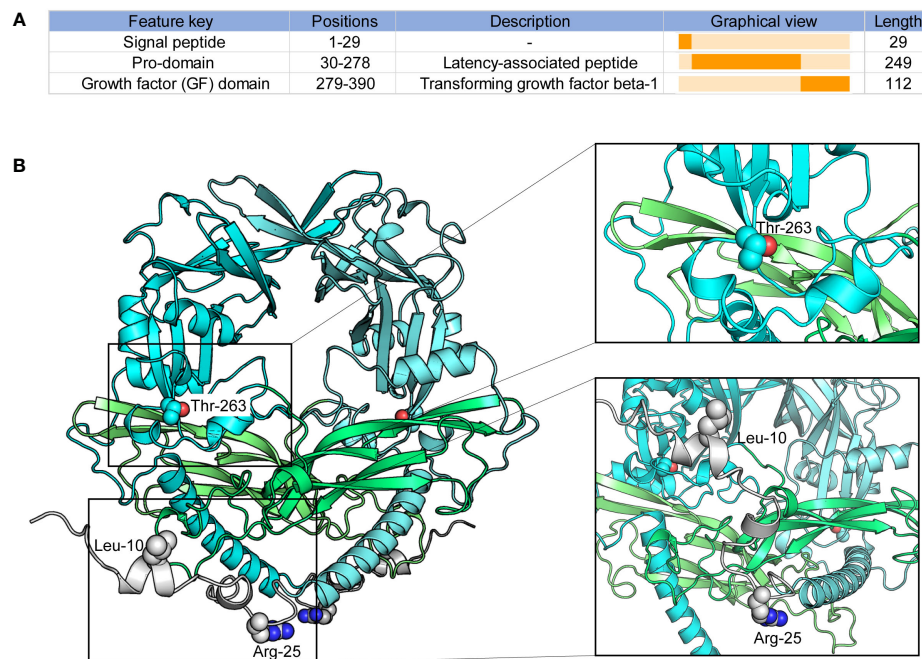 A
Feature key Positions Description Graphical view Length
Signal peptide 1-29 - 29
Pro-domain 30-278 Latency-associated peptide 249
Growth factor (GF) domain 279-390 Transforming growth factor beta-1 112
B
Thr-263
Thr-263
Leu-10
Leu-10
Arg-25
Arg-25